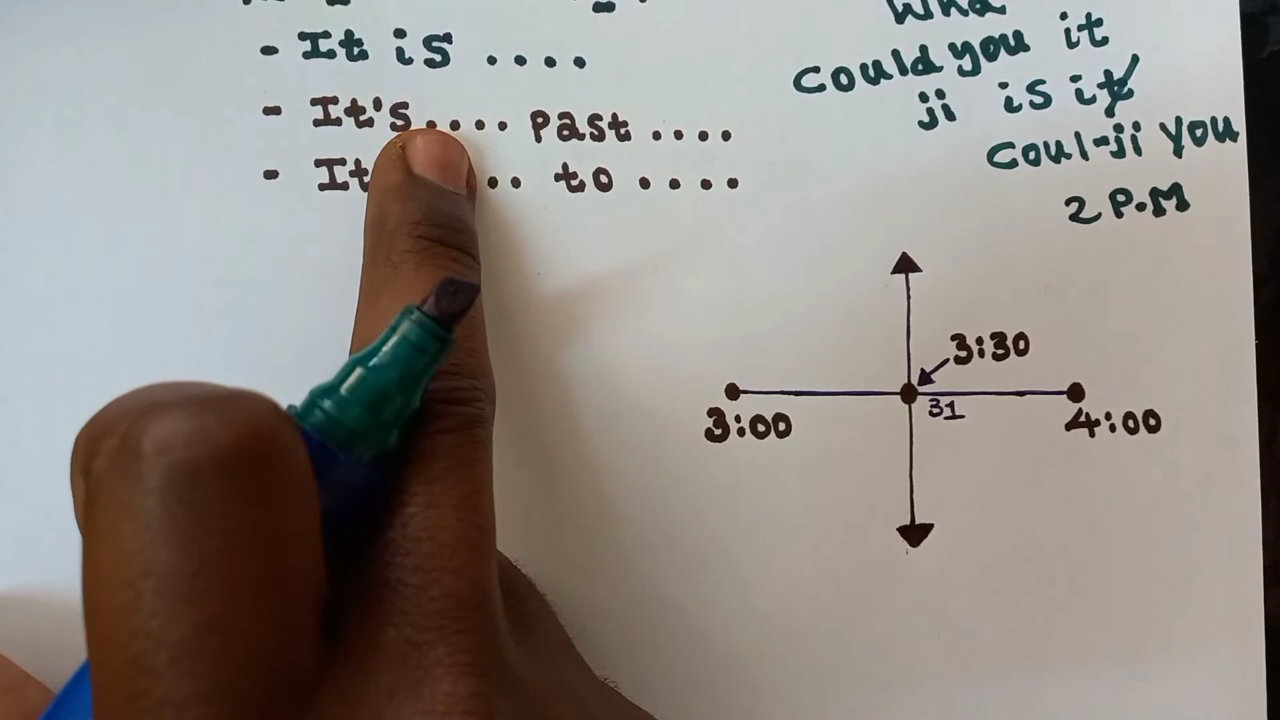 - It is ....
- It's .... past ....
- It .. to ....
could you it
ji is it
coul-ji you
2 P.M
3:30
31
3:00
4:00